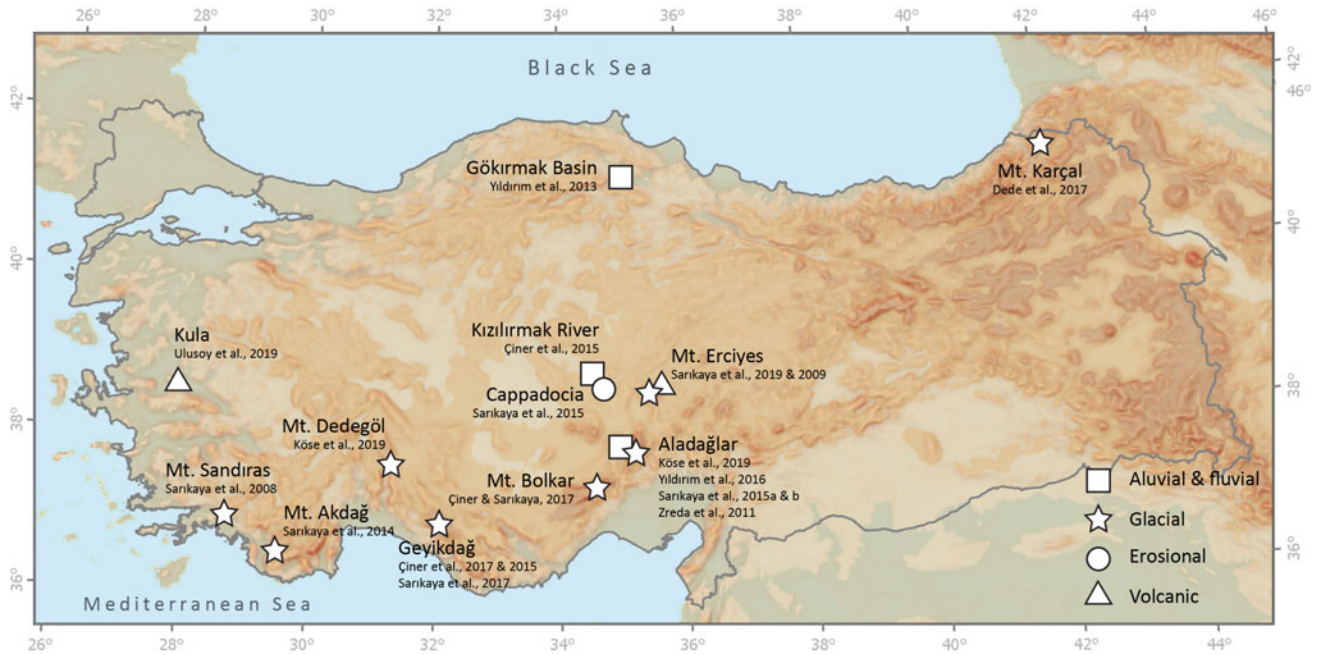 26° 28° 30° 32° 34° 36° 38° 40° 42° 44° 46°
42°
46°
40°
38°
36°
42°
40°
38°
36°
Black Sea
Gökırmak Basin
Yıldırım et al., 2013
Mt. Karçal
Dede et al., 2017
Kula
Ulusoy et al., 2019
Kızılırmak River
Çiner et al., 2015
Mt. Erciyes
Sarıkaya et al., 2019 & 2009
Cappadocia
Sarıkaya et al., 2015
Mt. Dedegöl
Köse et al., 2019
Aladağlar
Köse et al., 2019
Yıldırım et al., 2016
Sarıkaya et al., 2015a & b
Zreda et al., 2011
Mt. Sandıras
Sarıkaya et al., 2008
Mt. Bolkar
Çiner & Sarıkaya, 2017
Mt. Akdağ
Sarıkaya et al., 2014
Geyikdağ
Çiner et al., 2017 & 2015
Sarıkaya et al., 2017
Aluvial & fluvial
Glacial
Erosional
Volcanic
Mediterranean Sea
26° 28° 30° 32° 34° 36° 38° 40° 42° 44°